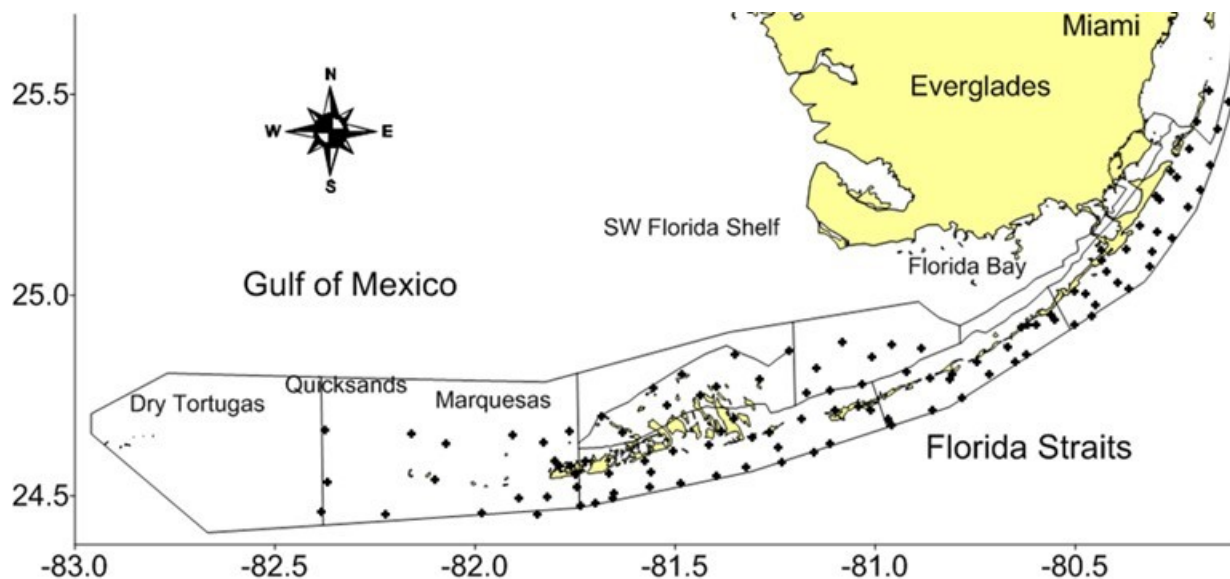 Miami
25.5
Everglades
N
W E
S
SW Florida Shelf
Florida Bay
Gulf of Mexico
25.0
Quicksands
Dry Tortugas
Marquesas
Florida Straits
24.5
-83.0 -82.5 -82.0 -81.5 -81.0 -80.5